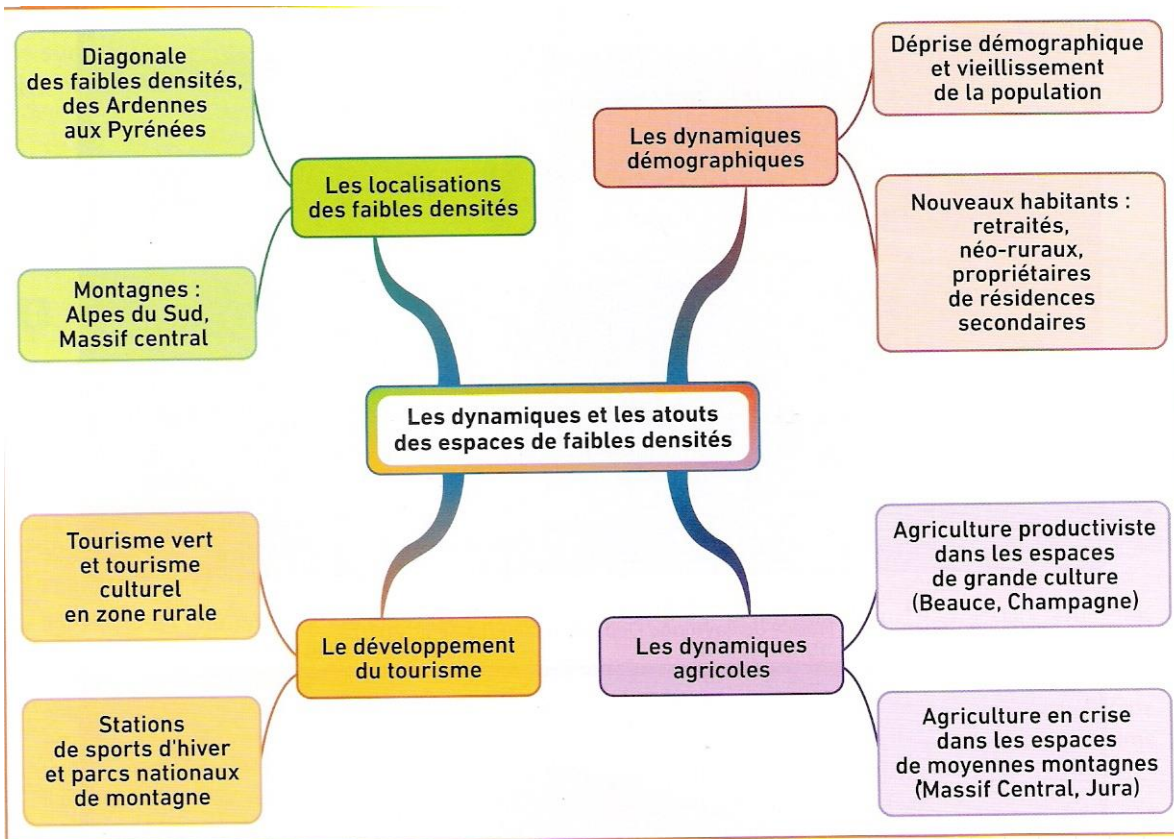 Diagonale
des faibles densités,
des Ardennes
aux Pyrénées
Les localisations
des faibles densités
Montagnes :
Alpes du Sud,
Massif central
Déprise démographique
et vieillissement
de la population
Les dynamiques
démographiques
Nouveaux habitants :
retraités,
néo-ruraux,
propriétaires
de résidences
secondaires
Les dynamiques et les atouts
des espaces de faibles densités
Tourisme vert
et tourisme
culturel
en zone rurale
Le développement
du tourisme
Stations
de sports d'hiver
et parcs nationaux
de montagne
Agriculture productiviste
dans les espaces
de grande culture
(Beauce, Champagne)
Les dynamiques
agricoles
Agriculture en crise
dans les espaces
de moyennes montagnes
(Massif Central, Jura)